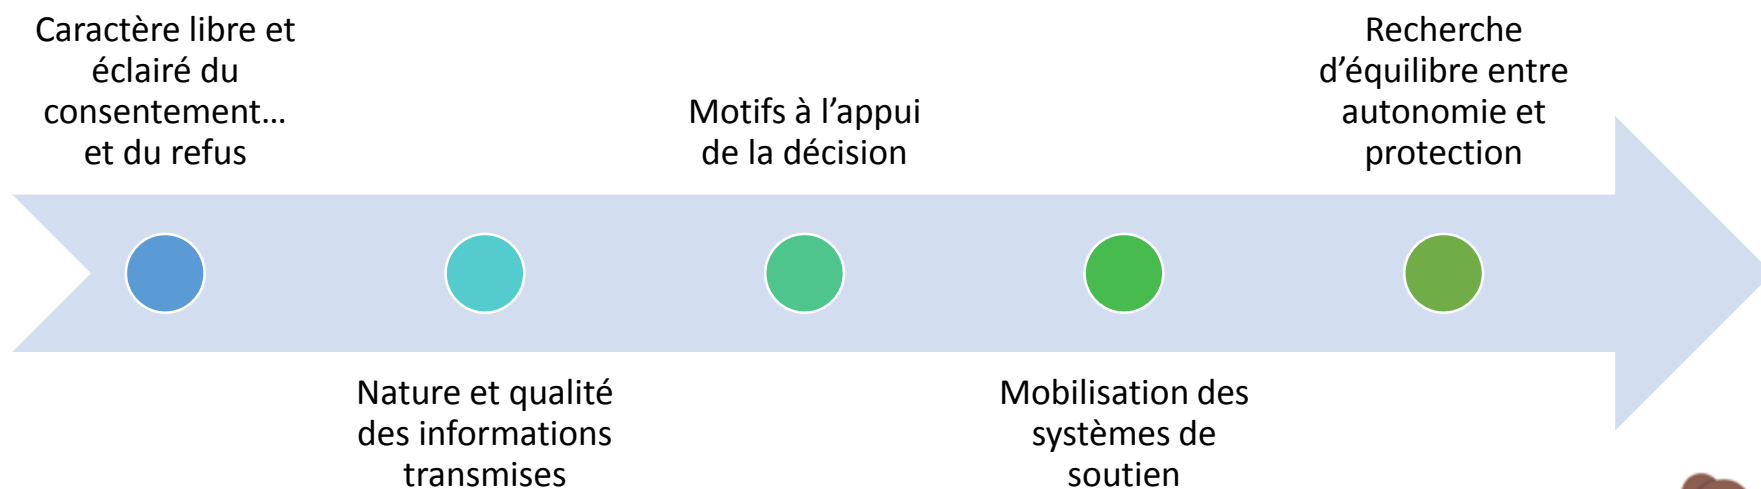 Caractère libre et
éclairé du
consentement…
et du refus
Nature et qualité
des informations
transmises
Motifs à l’appui
de la décision
Mobilisation des
systèmes de
soutien
Recherche
d’équilibre entre
autonomie et
protection